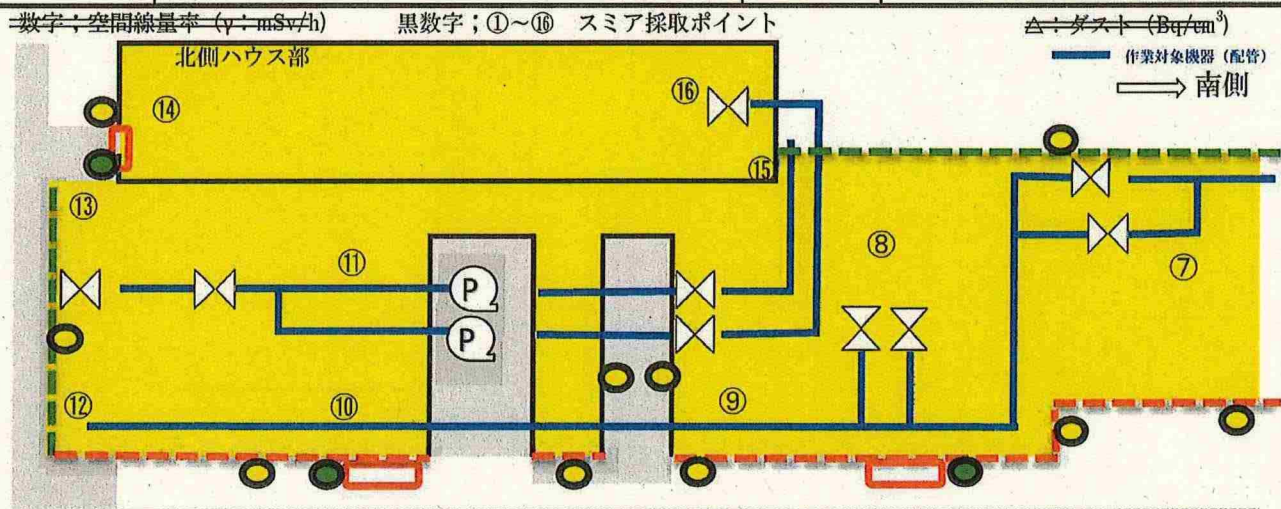 数字；空間線量率 (γ：mSv/h) 黒数字；①～⑯ スミア採取ポイント △：ダスト (Bq/cm³)
北側ハウス部
作業対象機器（配管）
南側
⑭
⑯
⑮
⑬
⑧
⑪
⑦
P
P
⑫
⑩
⑨